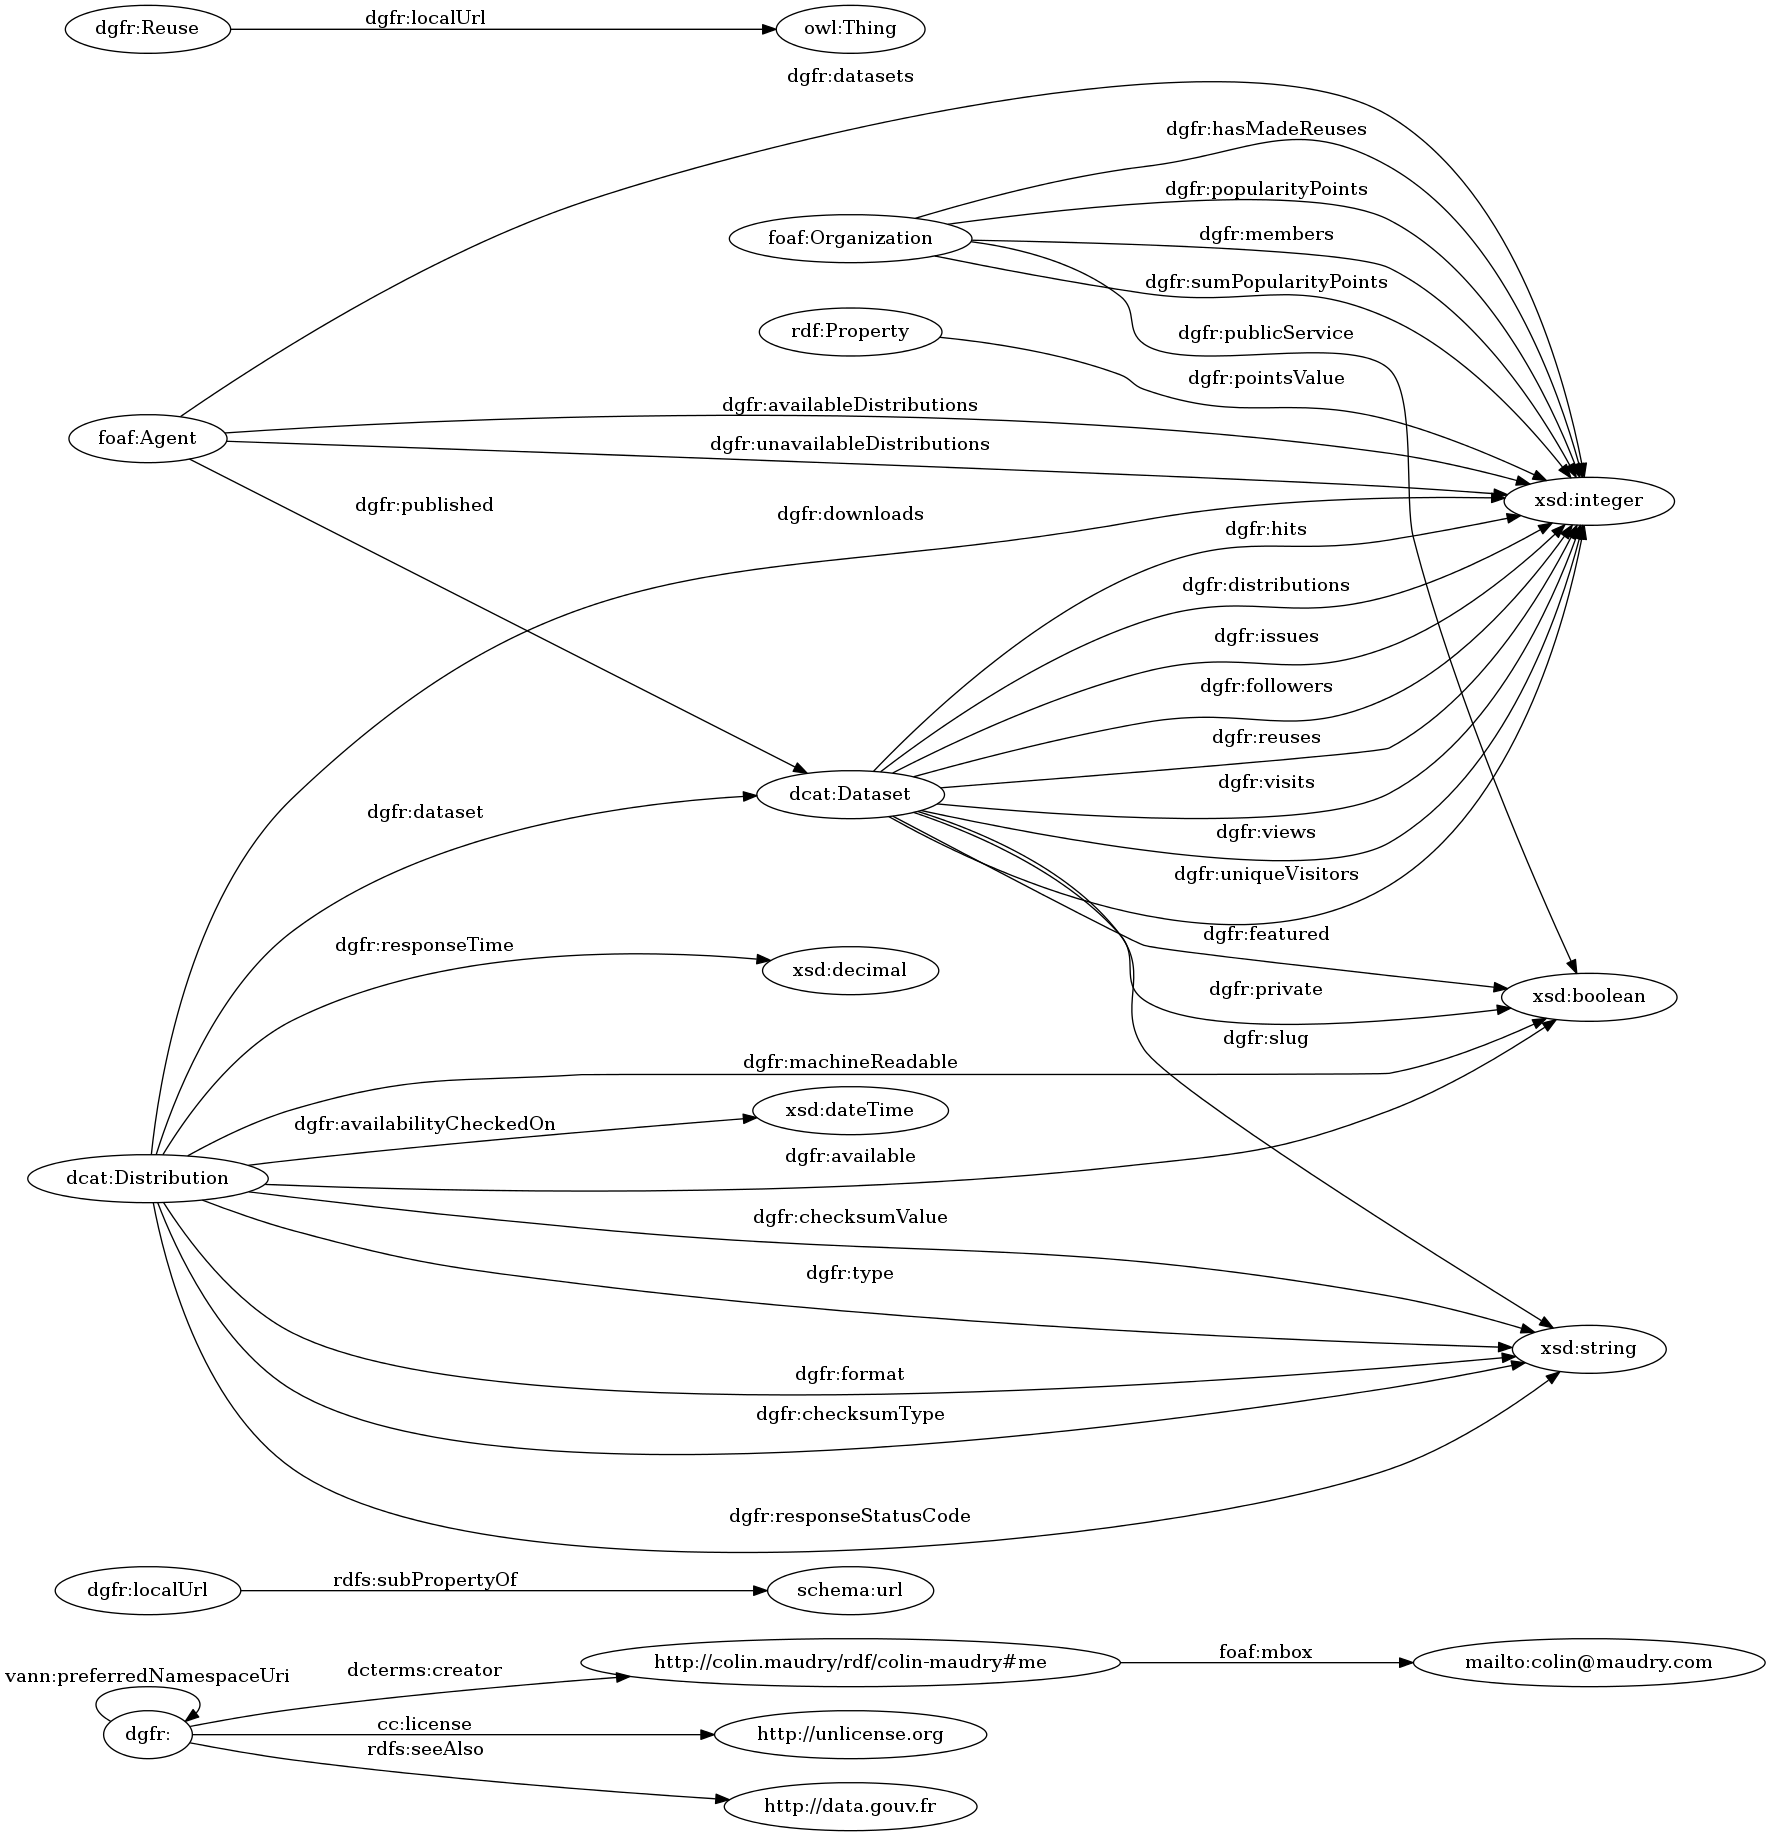 dgfr:Reuse
dgfr:localUrl
owl:Thing
dgfr:datasets
dgfr:hasMadeReuses
dgfr:popularityPoints
foaf:Organization
dgfr:members
dgfr:sumPopularityPoints
rdf:Property
dgfr:publicService
dgfr:pointsValue
dgfr:availableDistributions
foaf:Agent
dgfr:unavailableDistributions
dgfr:published
dgfr:downloads
xsd:integer
dgfr:hits
dgfr:distributions
dgfr:issues
dgfr:followers
dgfr:reuses
dgfr:visits
dcat:Dataset
dgfr:dataset
dgfr:views
dgfr:uniqueVisitors
dgfr:featured
dgfr:responseTime
xsd:decimal
dgfr:private
xsd:boolean
dgfr:slug
dgfr:machineReadable
xsd:dateTime
dgfr:availabilityCheckedOn
dgfr:available
dcat:Distribution
dgfr:checksumValue
dgfr:type
xsd:string
dgfr:format
dgfr:checksumType
dgfr:responseStatusCode
dgfr:localUrl
rdfs:subPropertyOf
schema:url
vann:preferredNamespaceUri
dcterms:creator
http://colin.maudry/rdf/colin-maudry#me
foaf:mbox
mailto:colin@maudry.com
dgfr:
cc:license
http://unlicense.org
rdfs:seeAlso
http://data.gouv.fr